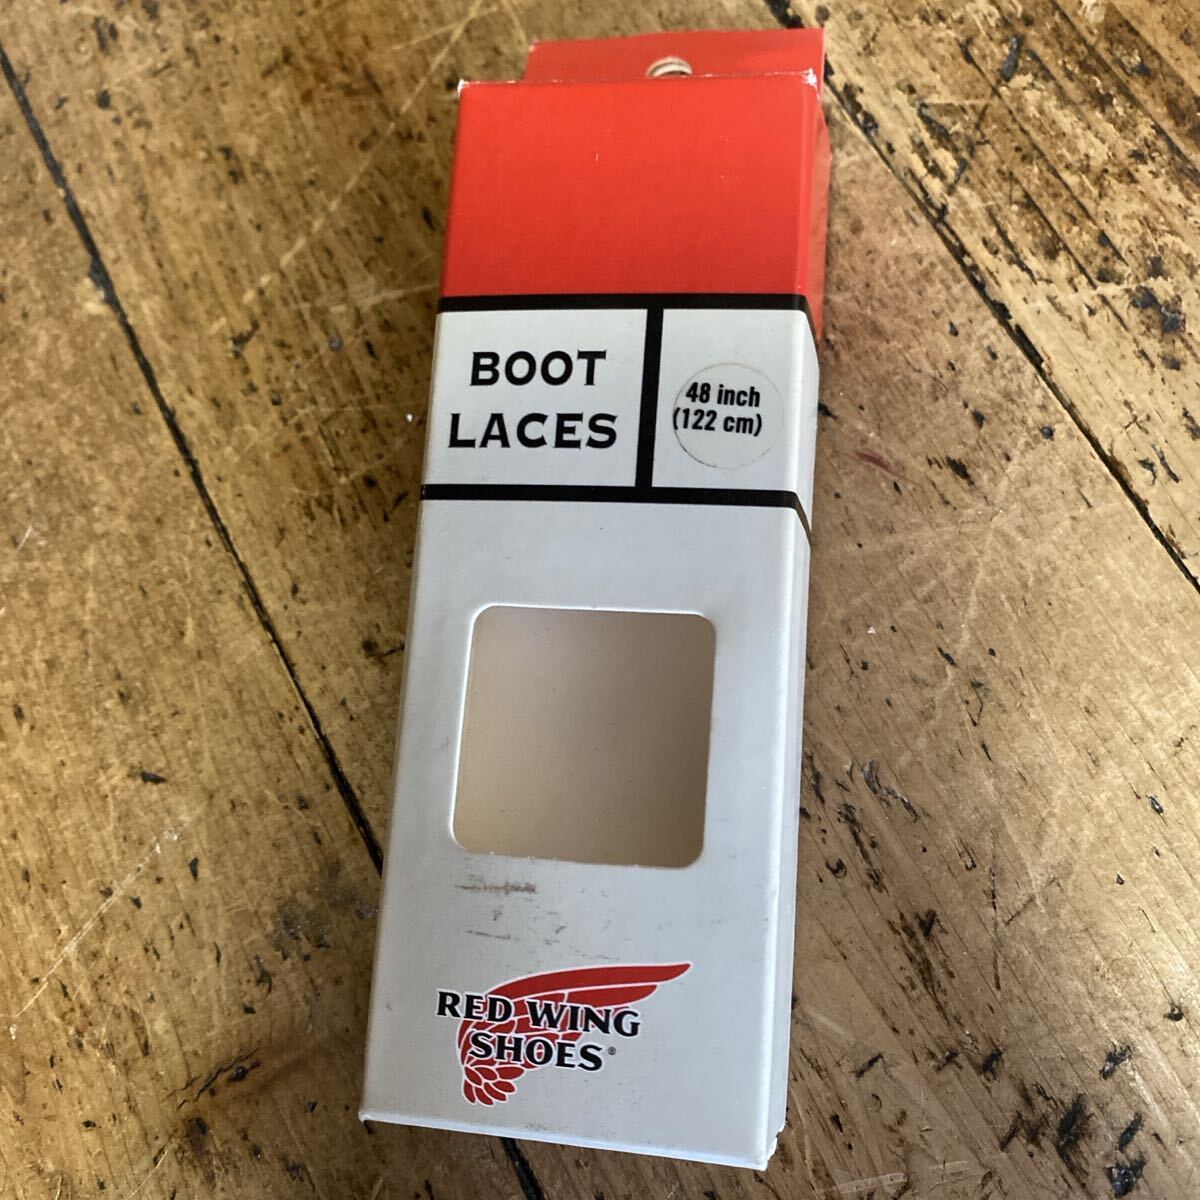 BOOT
LACES
48 inch
(122 cm)
RED WING
SHOES®